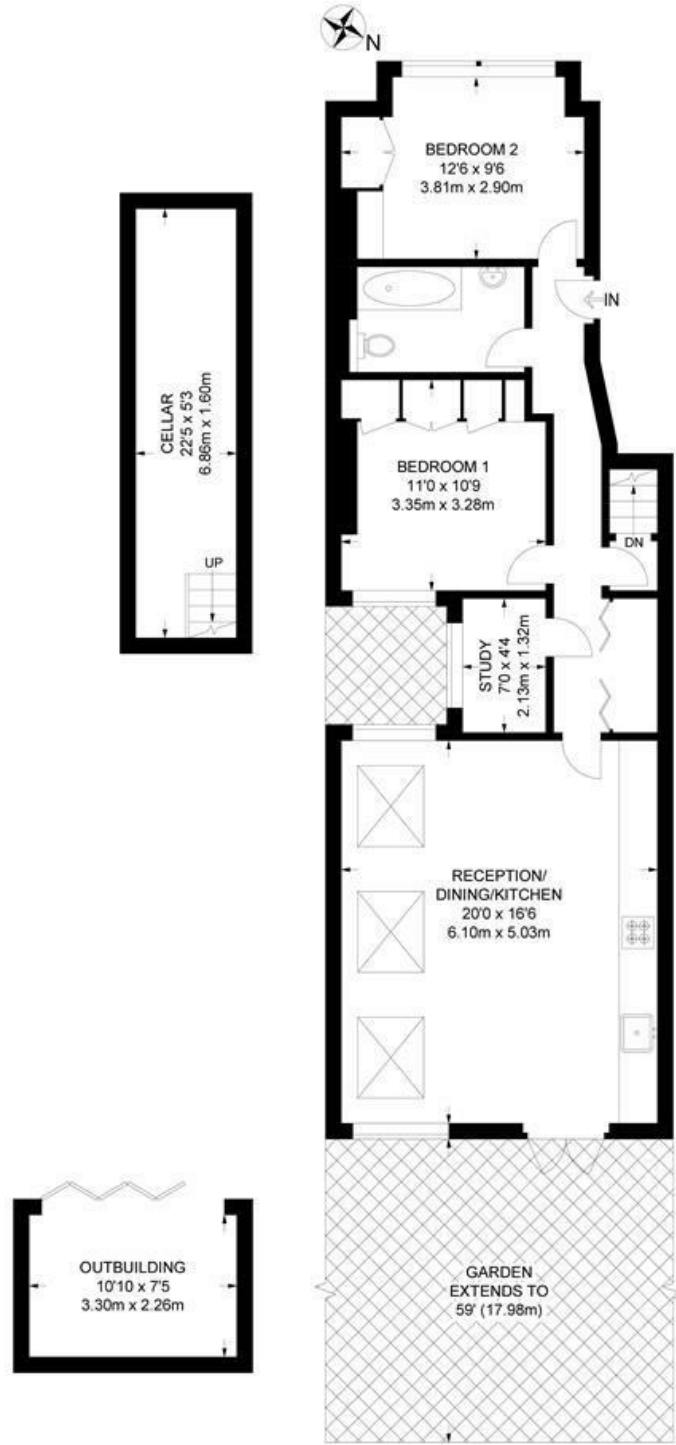 N
BEDROOM 2
12'6 x 9'6
3.81m x 2.90m
IN
CELLAR
22'5 x 5'3
6.86m x 1.60m
UP
BEDROOM 1
11'0 x 10'9
3.35m x 3.28m
DN
STUDY
7'0 x 4'4
2.13m x 1.32m
RECEPTION/
DINING/KITCHEN
20'0 x 16'6
6.10m x 5.03m
OUTBUILDING
10'10 x 7'5
3.30m x 2.26m
GARDEN
EXTENDS TO
59' (17.98m)